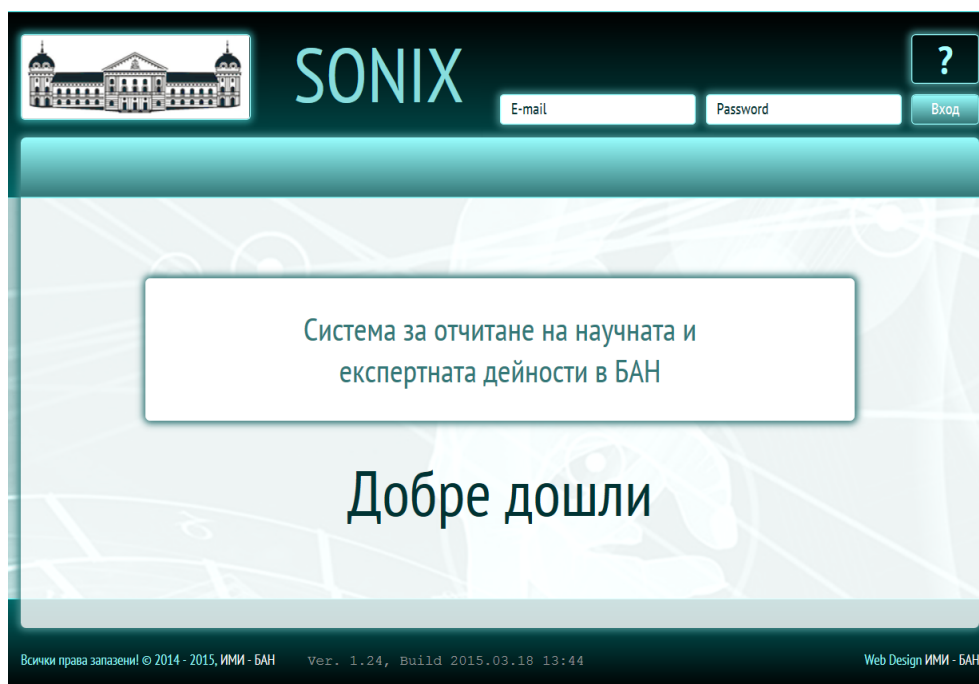 SONIX
?
E-mail
Password
Вход
Система за отчитане на научната и
експертната дейности в БАН
Добре дошли
Всички права запазени! © 2014 - 2015, ИМИ - БАН
Ver. 1.24, Build 2015.03.18 13:44
Web Design ИМИ - БАН